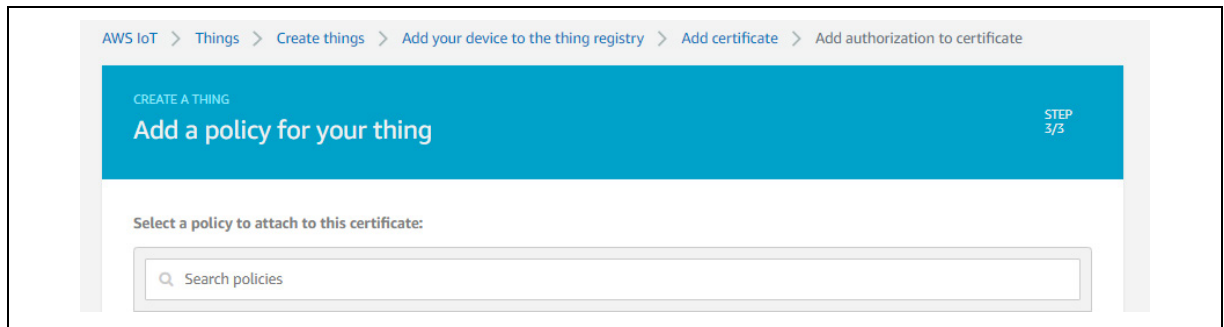 AWS IoT > Things > Create things > Add your device to the thing registry > Add certificate > Add authorization to certificate
CREATE A THING
Add a policy for your thing
STEP
3/3
Select a policy to attach to this certificate:
Search policies